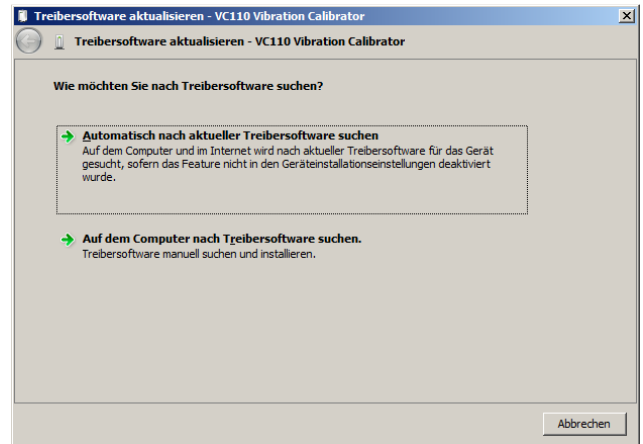 Treibersoftware aktualisieren - VC110 Vibration Calibrator
Treibersoftware aktualisieren - VC110 Vibration Calibrator
Wie möchten Sie nach Treibersoftware suchen?
Automatisch nach aktueller Treibersoftware suchen
Auf dem Computer und im Internet wird nach aktueller Treibersoftware für das Gerät
gesucht, sofern das Feature nicht in den Geräteinstallationseinstellungen deaktiviert
wurde.
Auf dem Computer nach Treibersoftware suchen.
Treibersoftware manuell suchen und installieren.
Abbrechen